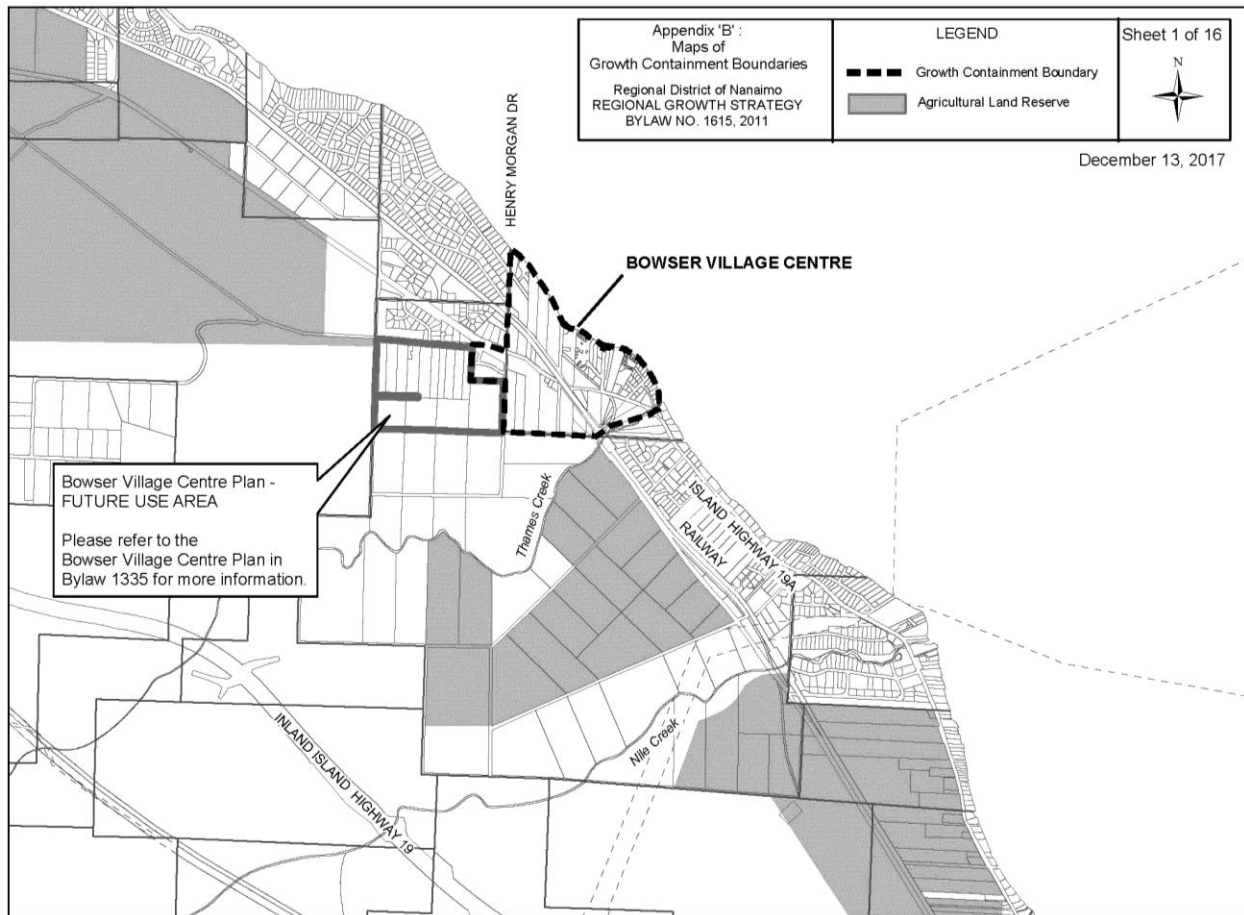 Appendix 'B' :
Maps of
Growth Containment Boundaries
Regional District of Nanaimo
REGIONAL GROWTH STRATEGY
BYLAW NO. 1615, 2011
LEGEND
Growth Containment Boundary
Agricultural Land Reserve
Sheet 1 of 16
N
December 13, 2017
HENRY MORGAN DR
BOWSER VILLAGE CENTRE
Bowser Village Centre Plan -
FUTURE USE AREA
Please refer to the
Bowser Village Centre Plan in
Bylaw 1335 for more information.
Thames Creek
ISLAND HIGHWAY 19A
RAILWAY
Nile Creek
INLAND ISLAND HIGHWAY 19